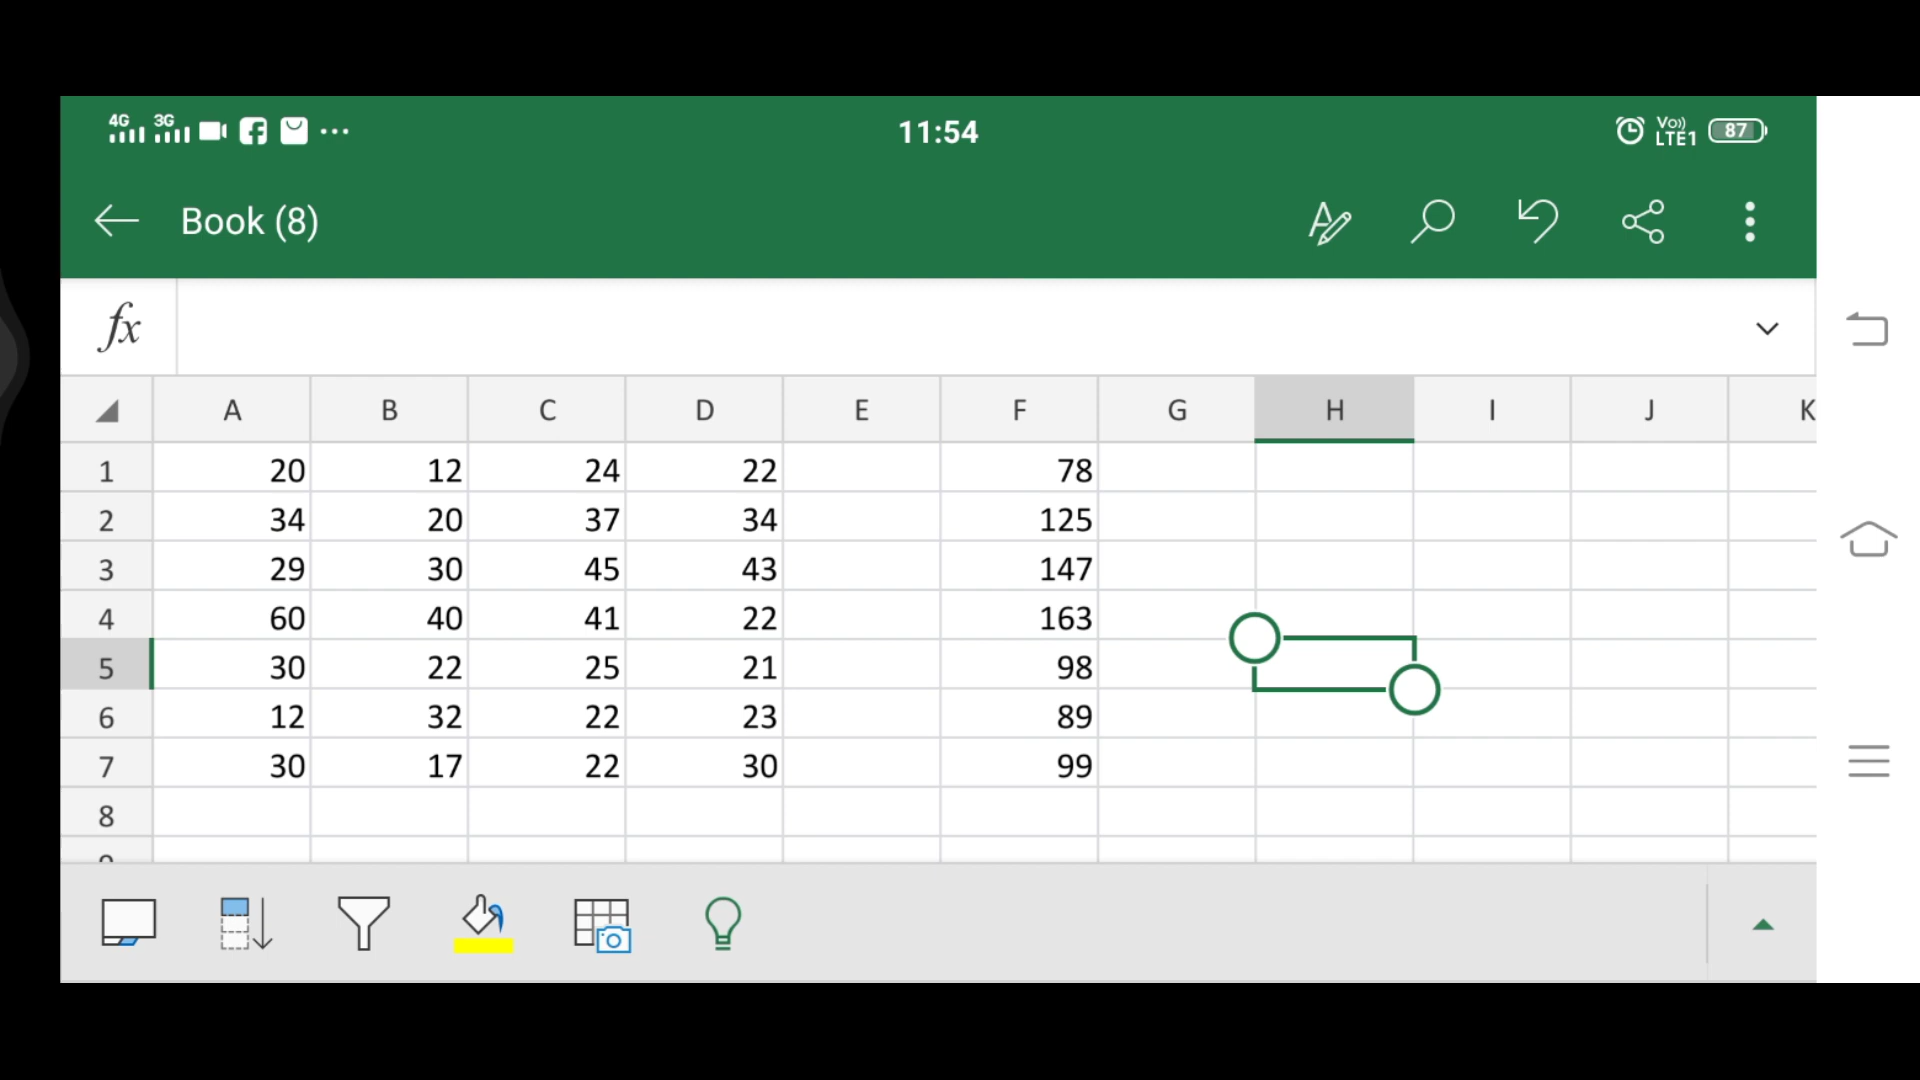 4G 3G 11:54 Vo)) LTE1 87
Book (8)
fx
A B C D E F G H I J K
1 20 12 24 22 78
2 34 20 37 34 125
3 29 30 45 43 147
4 60 40 41 22 163
5 30 22 25 21 98
6 12 32 22 23 89
7 30 17 22 30 99
8